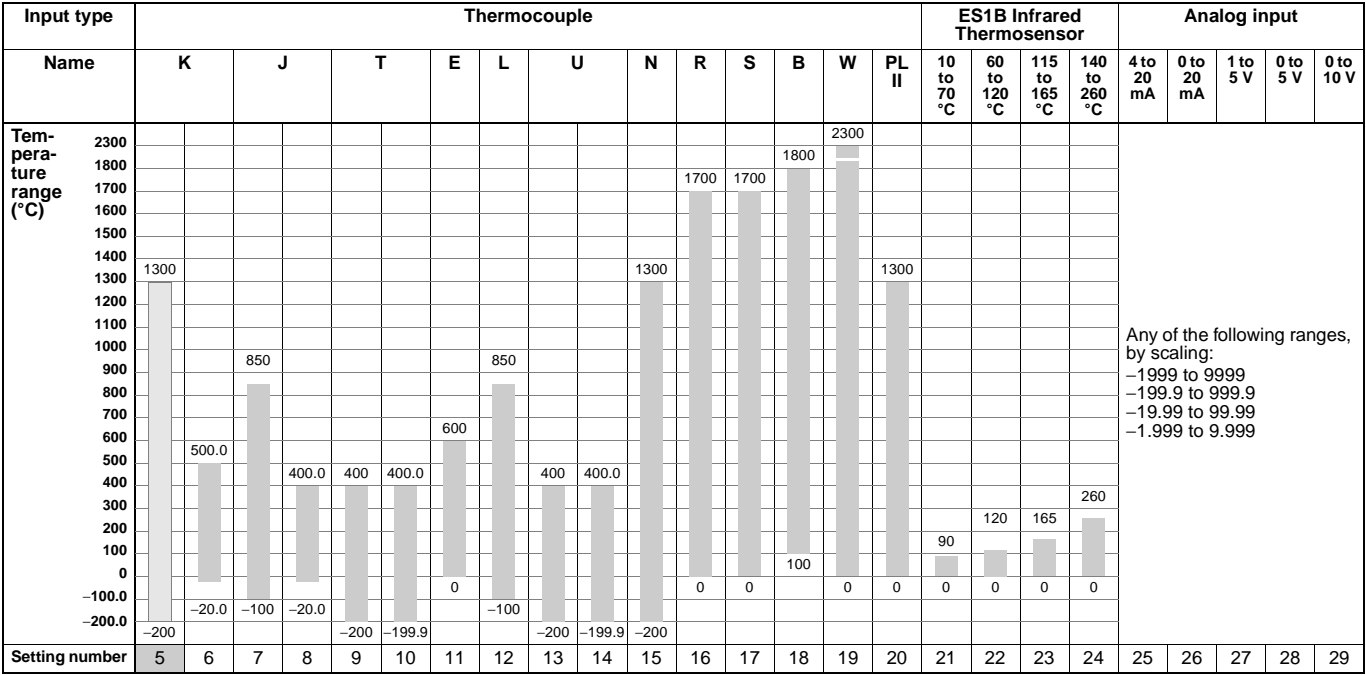 Input type Thermocouple ES1B Infrared Thermosensor Analog input
Name K J T E L U N R S B W PL II 10 to 70 °C 60 to 120 °C 115 to 165 °C 140 to 260 °C 4 to 20 mA 0 to 20 mA 1 to 5 V 0 to 5 V 0 to 10 V
Tem-
pera-
ture
range
(°C)
2300 2300
1800 1800
1700 1700 1700
1600
1500
1400
1300 1300 1300 1300
1200
1100
1000
900 850 850
800
700
600 600
500 500.0
400 400.0 400 400.0 400 400.0
300 260
200 120 165
100 90 100
0 0 0 0 0 0 0 0 0 0
−100.0 −20.0 −100 −20.0 −100
−200.0 −200 −200 −199.9 −200 −199.9 −200
Any of the following ranges,
by scaling:
−1999 to 9999
−199.9 to 999.9
−19.99 to 99.99
−1.999 to 9.999
Setting number 5 6 7 8 9 10 11 12 13 14 15 16 17 18 19 20 21 22 23 24 25 26 27 28 29